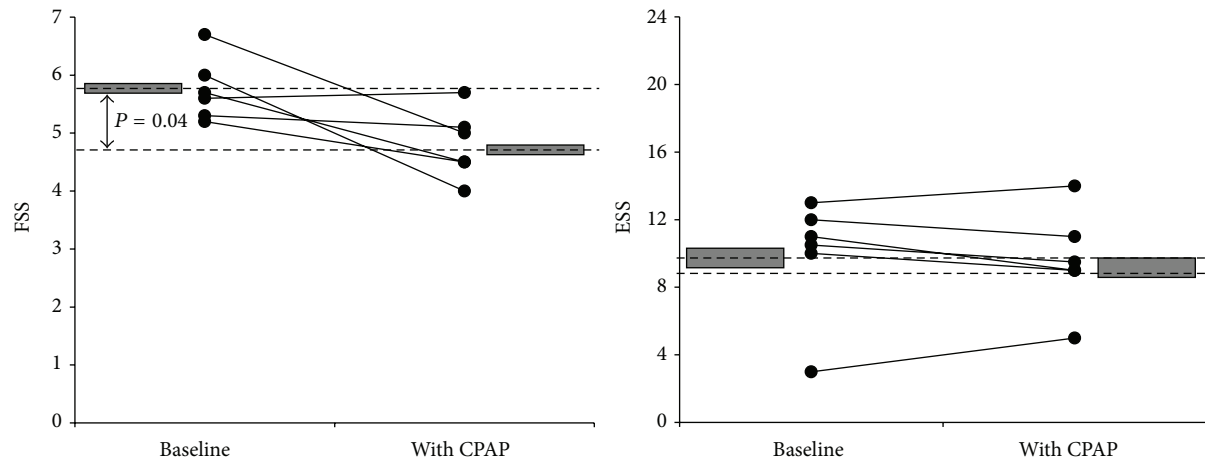 7
6
5
4
3
2
1
0
FSS
P = 0.04
Baseline
With CPAP
24
20
16
12
8
4
0
ESS
Baseline
With CPAP